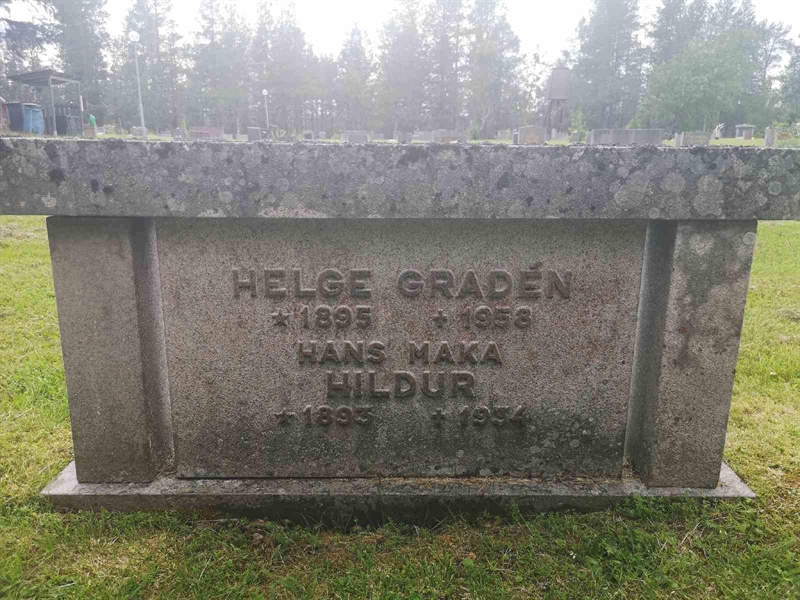 HELGE GRADÉN
*1895 +1958
HANS MAKA
HILDUR
*1893 +1934